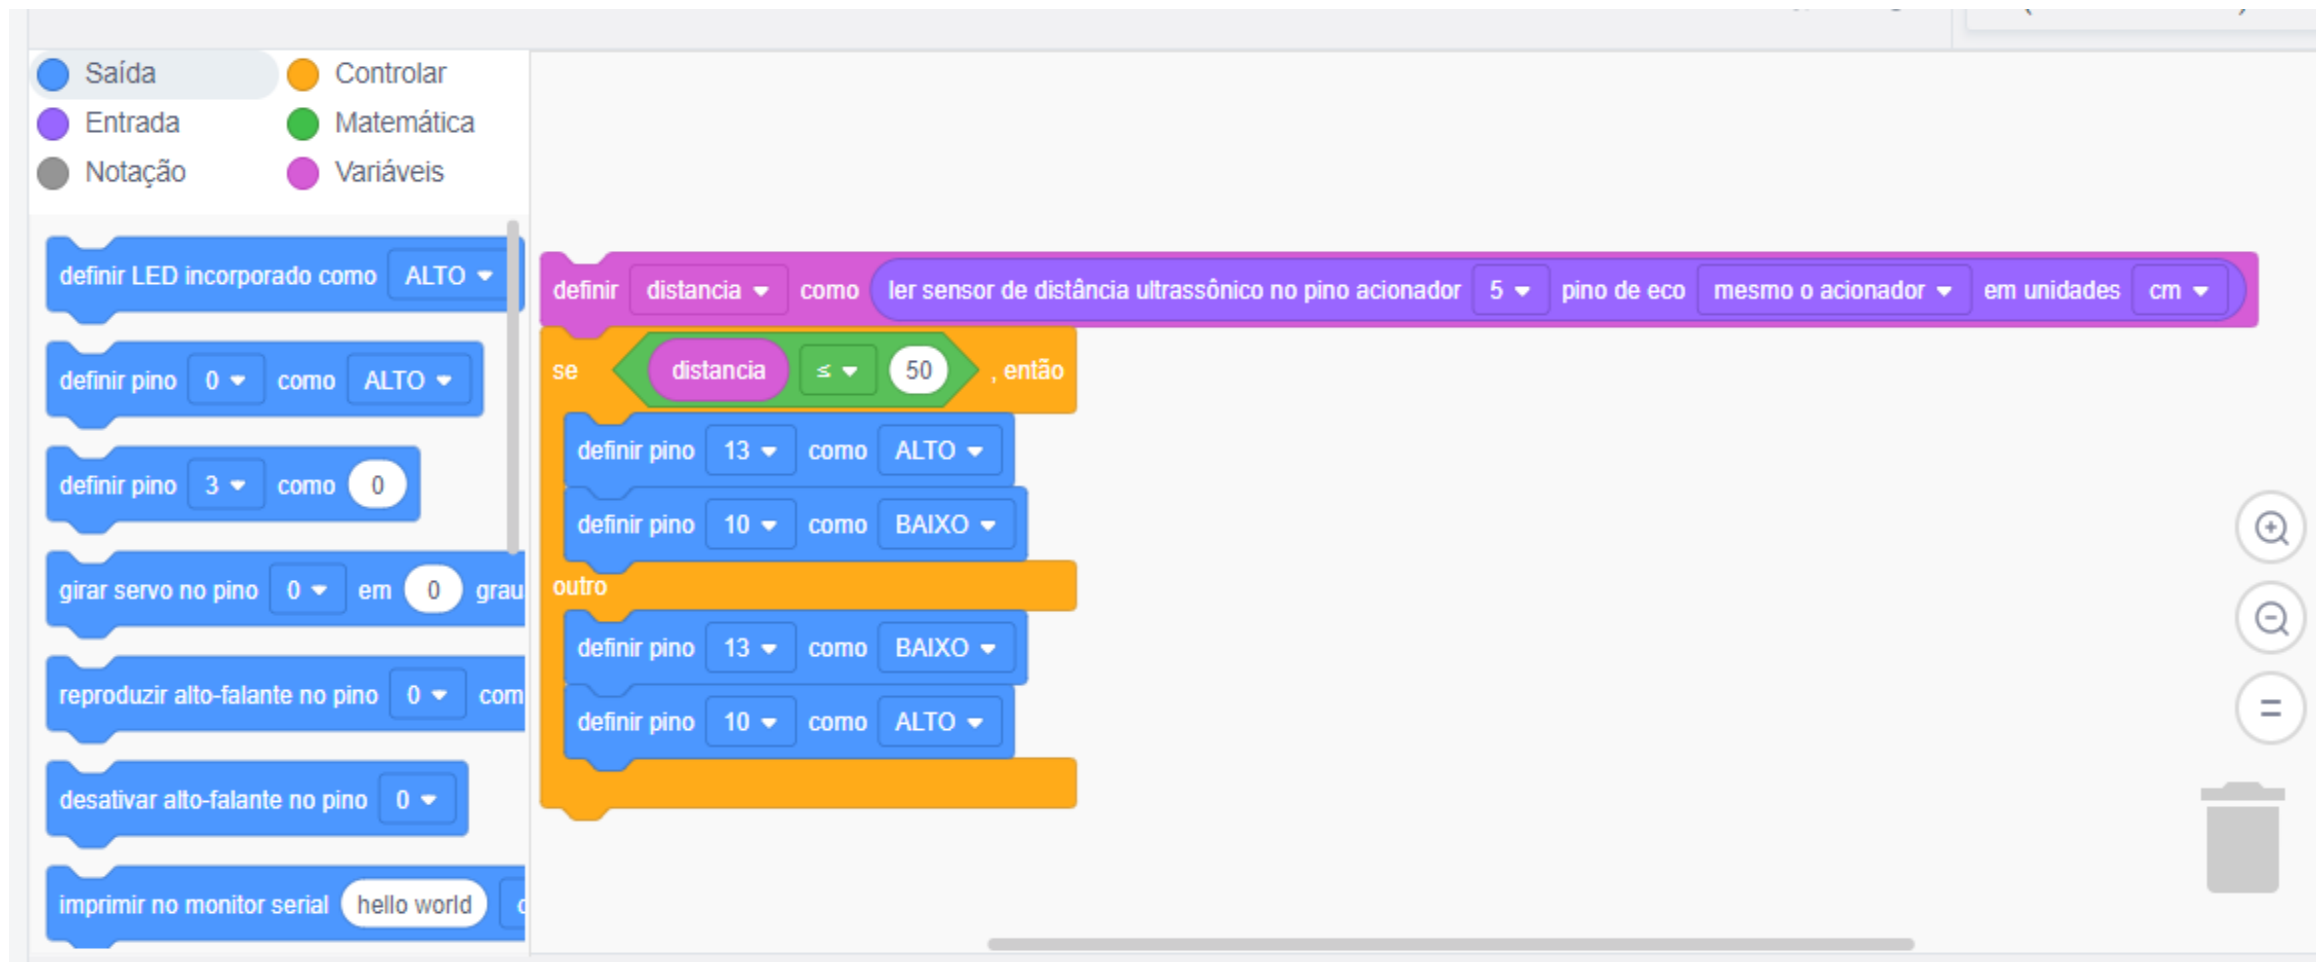 Saída
Controlar
Entrada
Matemática
Notação
Variáveis
definir LED incorporado como ALTO
definir pino 0 como ALTO
definir pino 3 como 0
girar servo no pino 0 em 0 grau
reproduzir alto-falante no pino 0 com
desativar alto-falante no pino 0
imprimir no monitor serial hello world
definir distancia como ler sensor de distância ultrassônico no pino acionador 5 pino de eco mesmo o acionador em unidades cm
se distancia ≤ 50 , então
definir pino 13 como ALTO
definir pino 10 como BAIXO
outro
definir pino 13 como BAIXO
definir pino 10 como ALTO